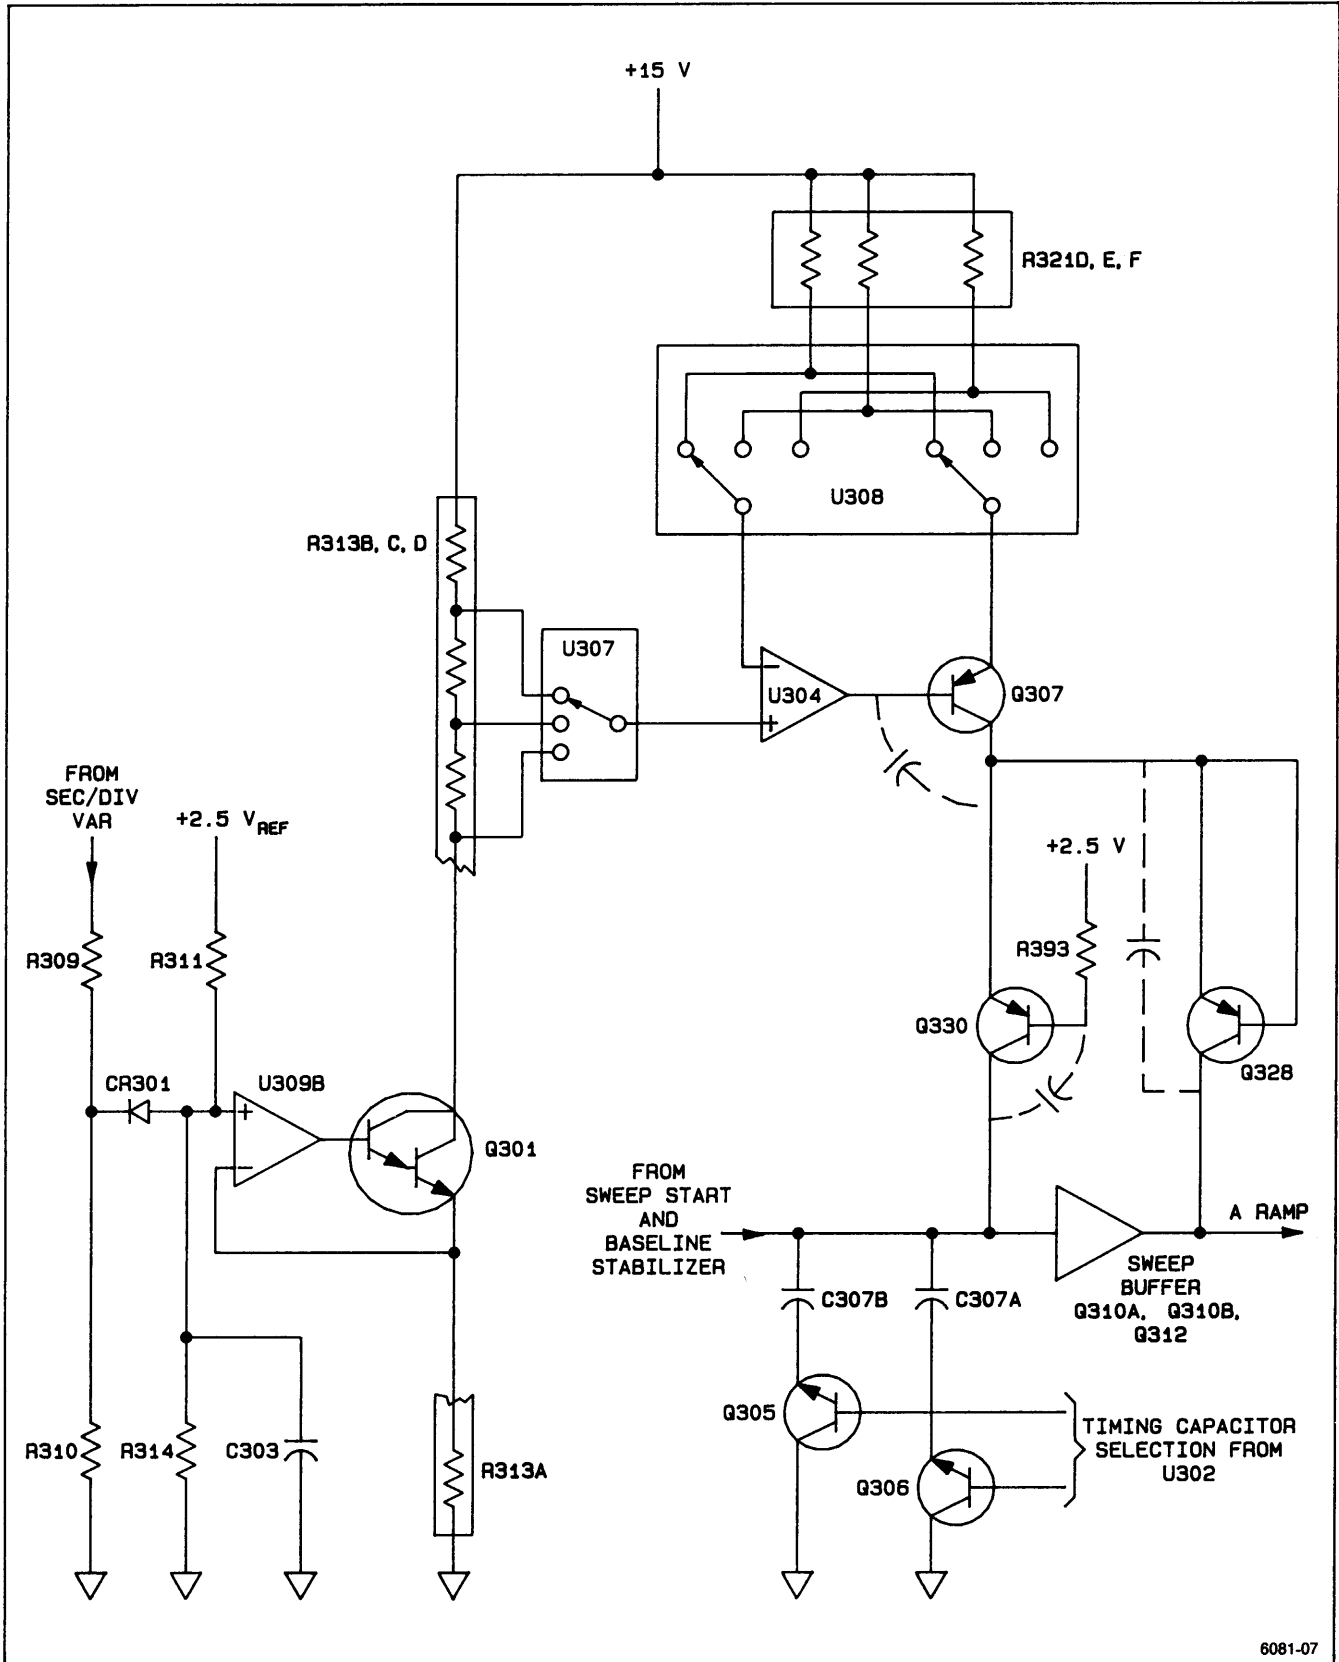 +15 V
R321D, E, F
U308
R313B, C, D
U307
U304
Q307
FROM
SEC/DIV
VAR
+2.5 VREF
+2.5 V
R309
R311
R393
Q330
Q328
CR301
U309B
Q301
FROM
SWEEP START
AND
BASELINE
STABILIZER
A RAMP
SWEEP
BUFFER
Q310A, Q310B,
Q312
C307B
C307A
Q305
Q306
TIMING CAPACITOR
SELECTION FROM
U302
R310
R314
C303
R313A
6081-07